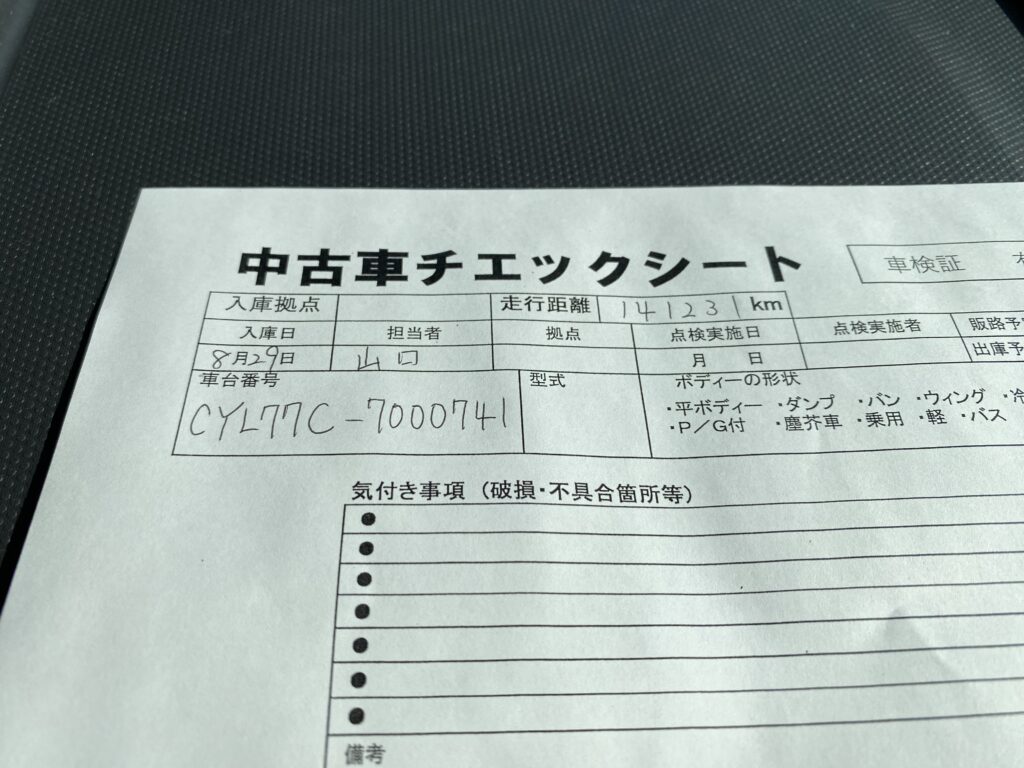 中古車チエックシート
車検証
入庫拠点 走行距離 141231 km
入庫日 担当者 拠点 点検実施日 点検実施者 販路予
8月29日 山口 月 日 出庫予
車台番号 型式 ボディーの形状
CYL77C-7000741
・平ボディー ・ダンプ ・バン ・ウィング ・冷
・P/G付 ・塵芥車 ・乗用 ・軽 ・バス
気付き事項 (破損・不具合箇所等)
●
●
●
●
●
●
●
備考